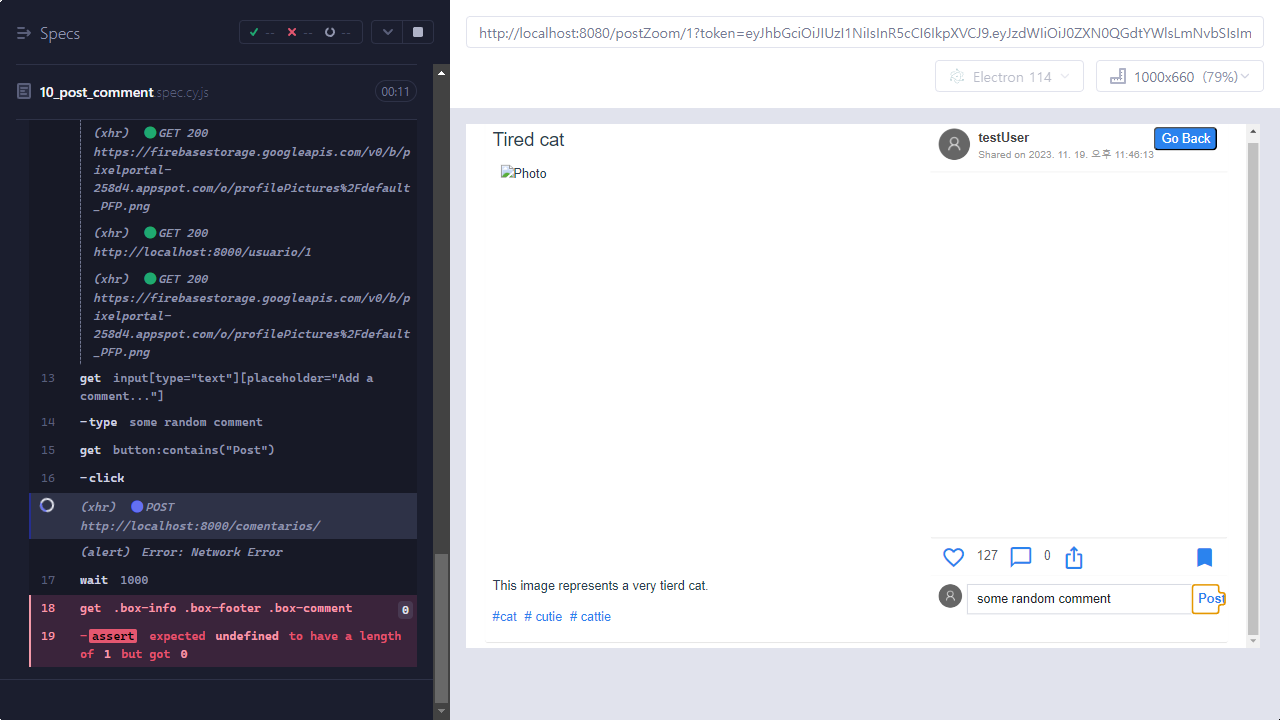 Specs
-- -- --
10_post_comment.spec.cy.js 00:11
(xhr) GET 200
https://firebasestorage.googleapis.com/v0/b/p
ixelportal-
258d4.appspot.com/o/profilePictures%2Fdefault
_PFP.png
(xhr) GET 200
http://localhost:8000/usuario/1
(xhr) GET 200
https://firebasestorage.googleapis.com/v0/b/p
ixelportal-
258d4.appspot.com/o/profilePictures%2Fdefault
_PFP.png
13 get input[type="text"][placeholder="Add a
comment..."]
14 -type some random comment
15 get button:contains("Post")
16 -click
(xhr) POST
http://localhost:8000/comentarios/
(alert) Error: Network Error
17 wait 1000
18 get .box-info .box-footer .box-comment 0
19 -assert expected undefined to have a length
of 1 but got 0
http://localhost:8080/postZoom/1?token=eyJhbGciOiJIUzI1NiIsInR5cCI6IkpXVCJ9.eyJzdWIiOiJ0ZXN0QGdtYWlsLmNvbSIsIm
Electron 114
1000x660 (79%)
Tired cat
Photo
testUser
Shared on 2023. 11. 19. 오후 11:46:13
Go Back
127 0
This image represents a very tierd cat.
#cat # cutie # cattie
some random comment
Post